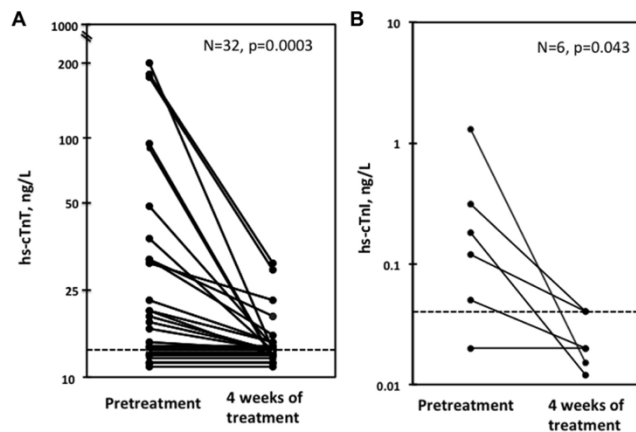 A
1000
200
100
50
25
10
hs-cTnT, ng/L
N=32, p=0.0003
Pretreatment
4 weeks of
treatment
B
10
1
0.1
0.01
hs-cTnI, ng/L
N=6, p=0.043
Pretreatment
4 weeks of
treatment